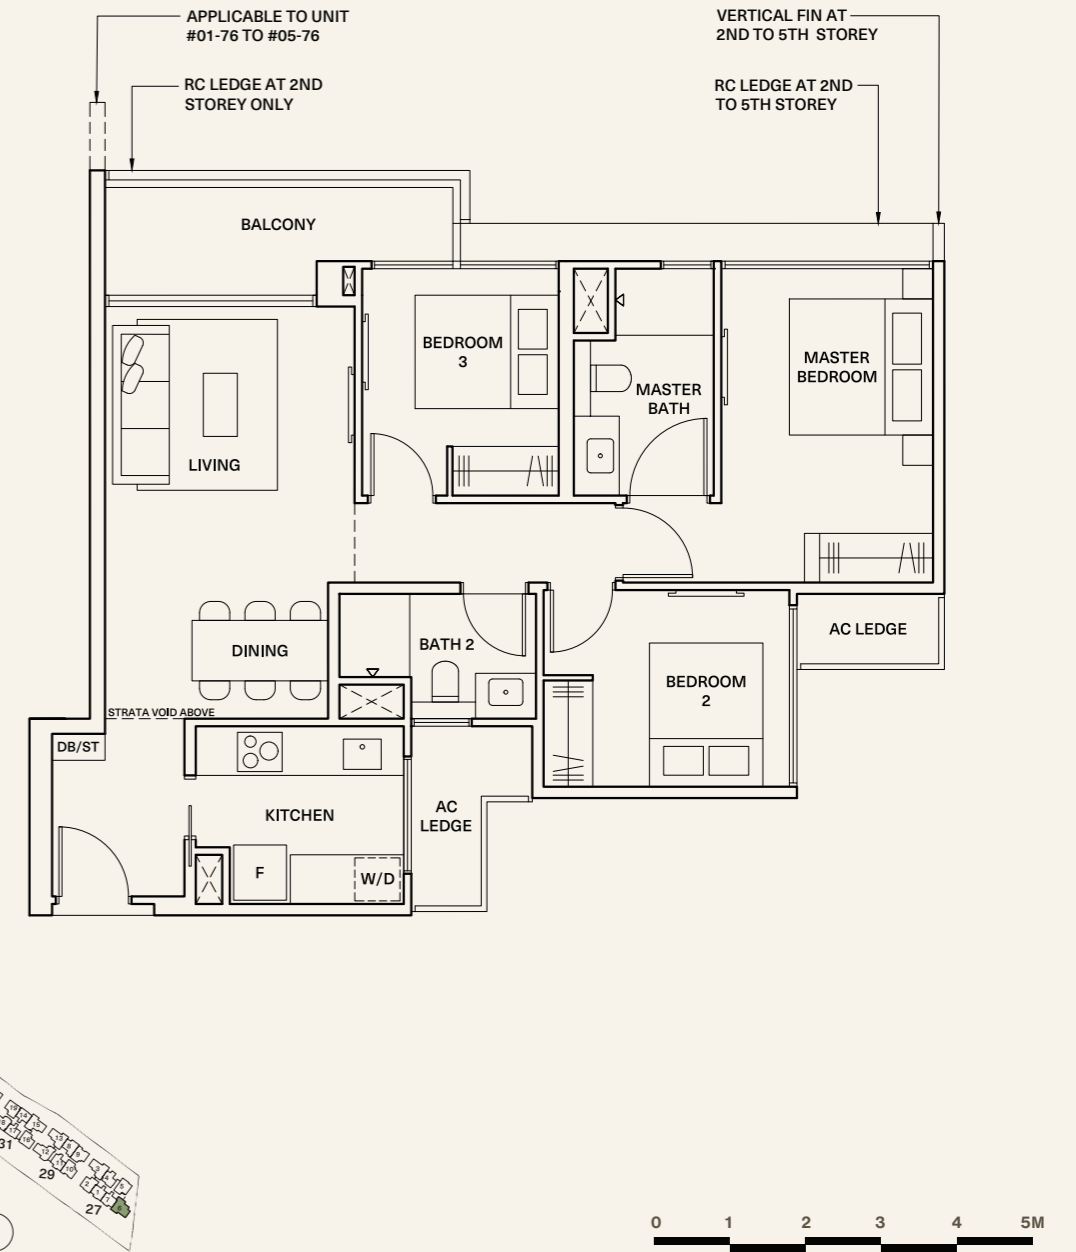 APPLICABLE TO UNIT
#01-76 TO #05-76
VERTICAL FIN AT
2ND TO 5TH STOREY
RC LEDGE AT 2ND
STOREY ONLY
RC LEDGE AT 2ND
TO 5TH STOREY
BALCONY
BEDROOM
3
MASTER
BEDROOM
MASTER
BATH
LIVING
BATH 2
DINING
AC LEDGE
BEDROOM
2
STRATA VOID ABOVE
DB/ST
KITCHEN
AC
LEDGE
F
W/D
31
29
27
0 1 2 3 4 5M